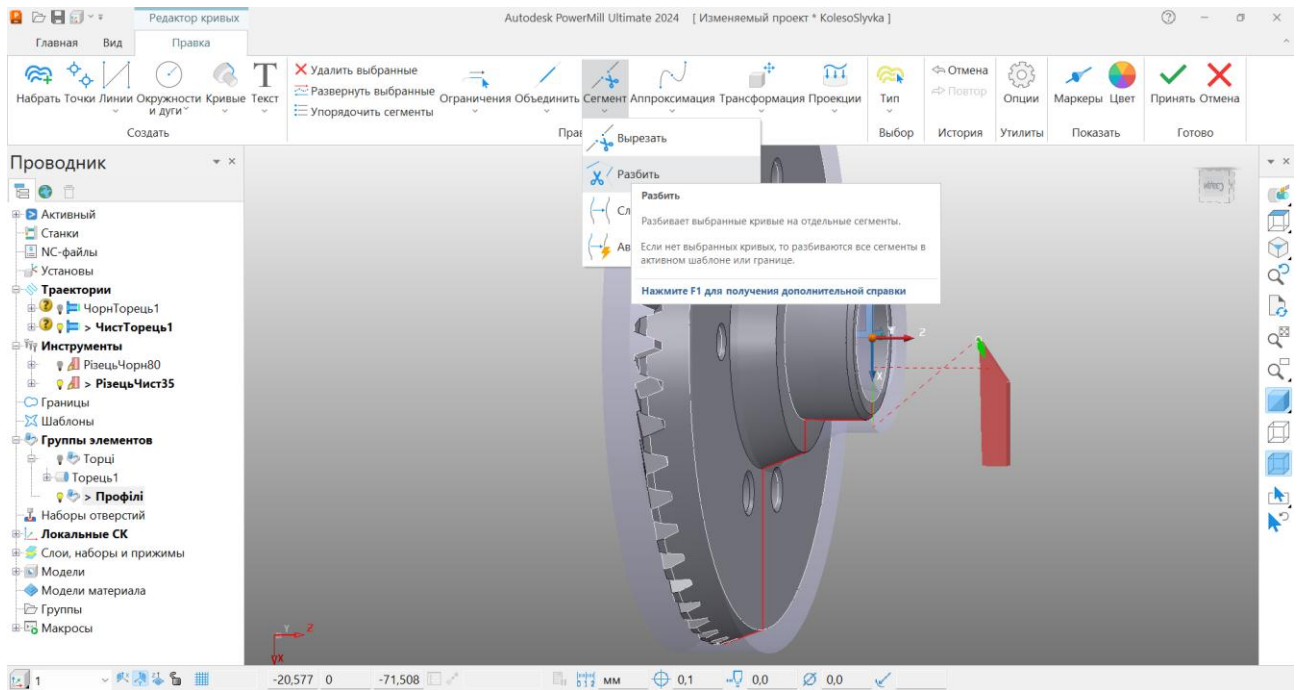 Редактор кривых
Autodesk PowerMill Ultimate 2024 [ Изменяемый проект * KolesoSlyvka ]
Главная Вид Правка
Набрать Точки Линии Окружности и дуги Кривые Текст
Создать
Удалить выбранные
Развернуть выбранные
Упорядочить сегменты
Ограничения Объединить Сегмент Аппроксимация Трансформация Проекции
Тип
Выбор
Отмена
Повтор
История
Опции
Утилиты
Маркеры Цвет
Показать
Принять Отмена
Готово
Вырезать
Разбить
Сл
Ав
Разбить
Разбивает выбранные кривые на отдельные сегменты.
Если нет выбранных кривых, то разбиваются все сегменты в
активном шаблоне или границе.
Нажмите F1 для получения дополнительной справки
Проводник
Активный
Станки
NC-файлы
Установы
Траектории
ЧорнТорець1
> ЧистТорець1
Инструменты
РізецьЧорн80
> РізецьЧист35
Границы
Шаблоны
Группы элементов
Торці
Торець1
> Профілі
Наборы отверстий
Локальные СК
Слои, наборы и прижимы
Модели
Модели материала
Группы
Макросы
Z
X
Y Z
X
1 -20,577 0 -71,508 мм 0,1 0,0 0,0